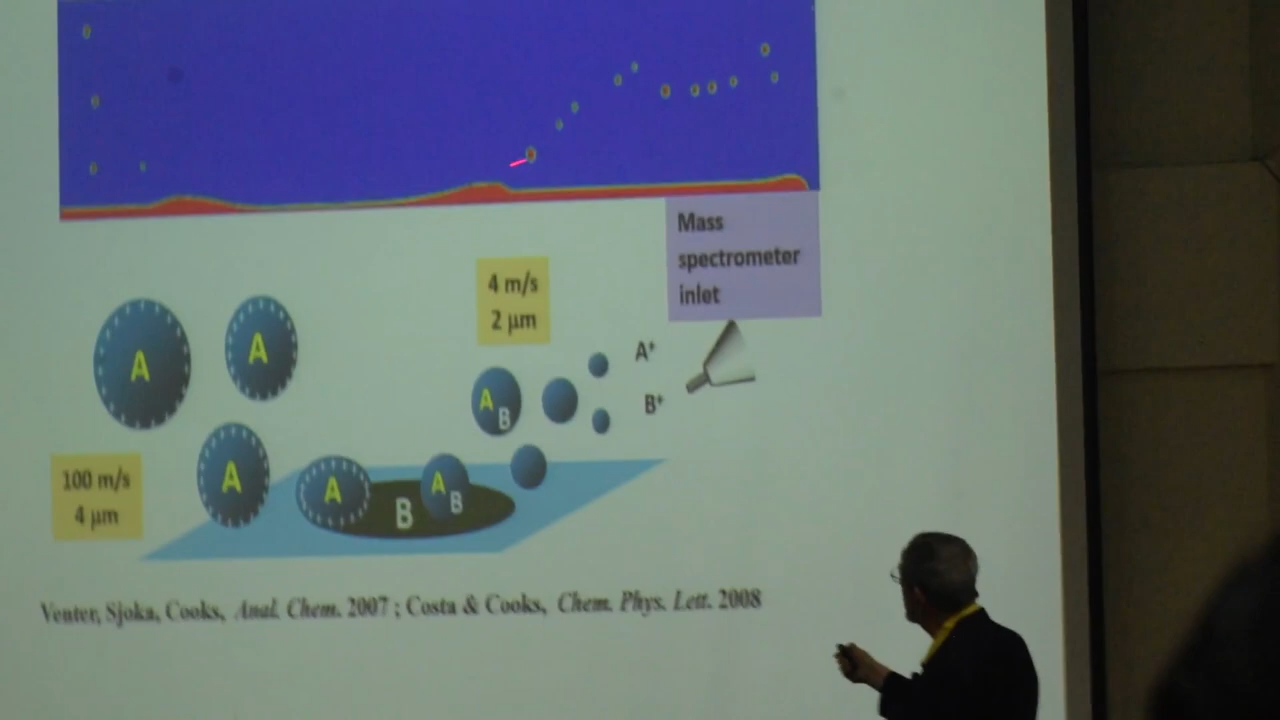 Mass
spectrometer
inlet
4 m/s
2 µm
A
A
A⁺
B⁺
A
B
100 m/s
4 µm
A
A
B
A
B
Venter, Sjoka, Cooks, Anal. Chem. 2007 ; Costa & Cooks, Chem. Phys. Lett. 2008